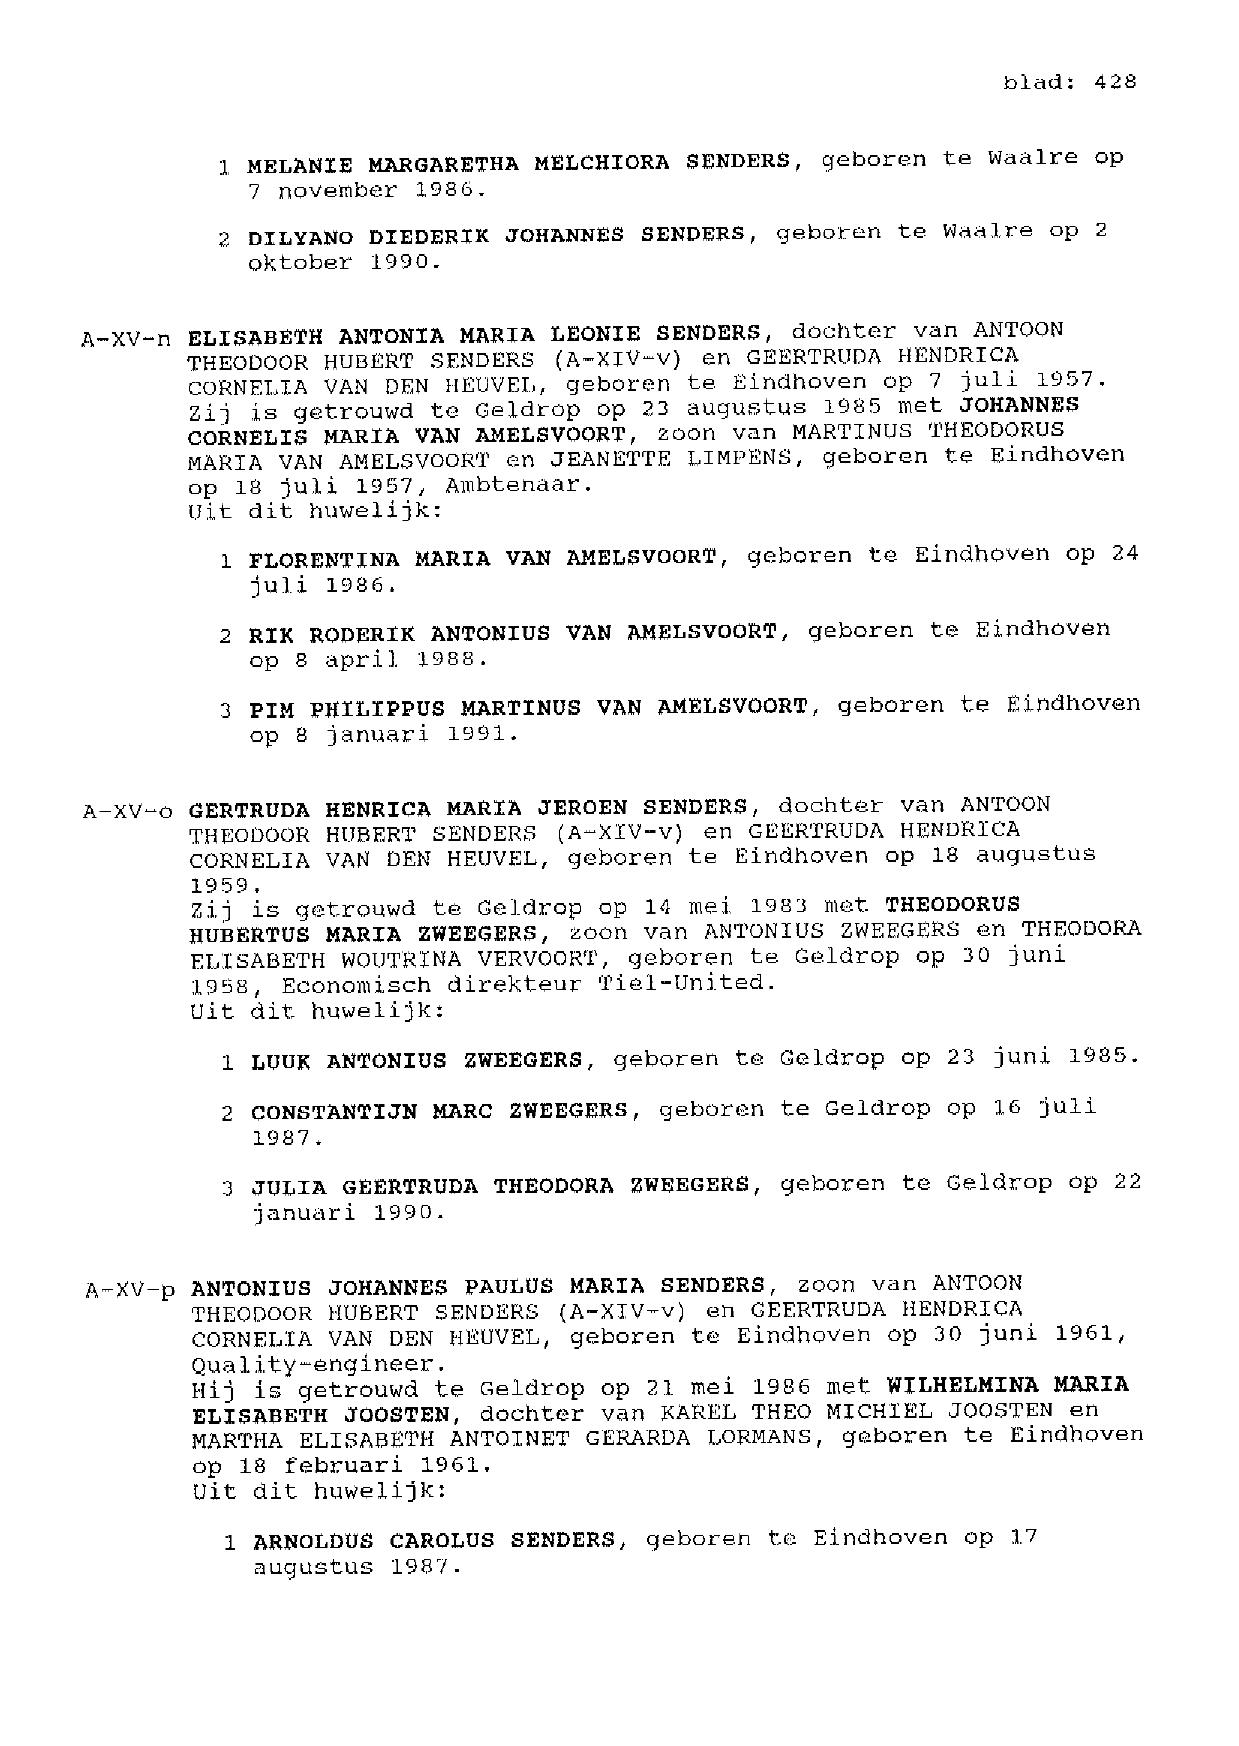 blad: 428
1 MELANIE MARGARETHA MELCHIORA SENDERS, geboren te Waalre op
7 november 1986.
2 DILYANO DIEDERIK JOHANNES SENDERS, geboren te Waalre op 2
oktober 1990.
A-XV-n ELISABETH ANTONIA MARIA LEONIE SENDERS, dochter van ANTOON
THEODOOR HUBERT SENDERS (A-XIV-v) en GEERTRUDA HENDRICA
CORNELIA VAN DEN HEUVEL, geboren te Eindhoven op 7 juli 1957.
Zij is getrouwd te Geldrop op 23 augustus 1985 met JOHANNES
CORNELIS MARIA VAN AMELSVOORT, zoon van MARTINUS THEODORUS
MARIA VAN AMELSVOORT en JEANETTE LIMPENS, geboren te Eindhoven
op 18 juli 1957, Ambtenaar.
Uit dit huwelijk:
1 FLORENTINA MARIA VAN AMELSVOORT, geboren te Eindhoven op 24
juli 1986.
2 RIK RODERIK ANTONIUS VAN AMELSVOORT, geboren te Eindhoven
op 8 april 1988.
3 PIM PHILIPPUS MARTINUS VAN AMELSVOORT, geboren te Eindhoven
op 8 januari 1991.
A-XV-o GERTRUDA HENRICA MARIA JEROEN SENDERS, dochter van ANTOON
THEODOOR HUBERT SENDERS (A-XIV-v) en GEERTRUDA HENDRICA
CORNELIA VAN DEN HEUVEL, geboren te Eindhoven op 18 augustus
1959.
Zij is getrouwd te Geldrop op 14 mei 1983 met THEODORUS
HUBERTUS MARIA ZWEEGERS, zoon van ANTONIUS ZWEEGERS en THEODORA
ELISABETH WOUTRINA VERVOORT, geboren te Geldrop op 30 juni
1958, Economisch direkteur Tiel-United.
Uit dit huwelijk:
1 LUUK ANTONIUS ZWEEGERS, geboren te Geldrop op 23 juni 1985.
2 CONSTANTIJN MARC ZWEEGERS, geboren te Geldrop op 16 juli
1987.
3 JULIA GEERTRUDA THEODORA ZWEEGERS, geboren te Geldrop op 22
januari 1990.
A-XV-p ANTONIUS JOHANNES PAULUS MARIA SENDERS, zoon van ANTOON
THEODOOR HUBERT SENDERS (A-XIV-v) en GEERTRUDA HENDRICA
CORNELIA VAN DEN HEUVEL, geboren te Eindhoven op 30 juni 1961,
Quality-engineer.
Hij is getrouwd te Geldrop op 21 mei 1986 met WILHELMINA MARIA
ELISABETH JOOSTEN, dochter van KAREL THEO MICHIEL JOOSTEN en
MARTHA ELISABETH ANTOINET GERARDA LORMANS, geboren te Eindhoven
op 18 februari 1961.
Uit dit huwelijk:
1 ARNOLDUS CAROLUS SENDERS, geboren te Eindhoven op 17
augustus 1987.